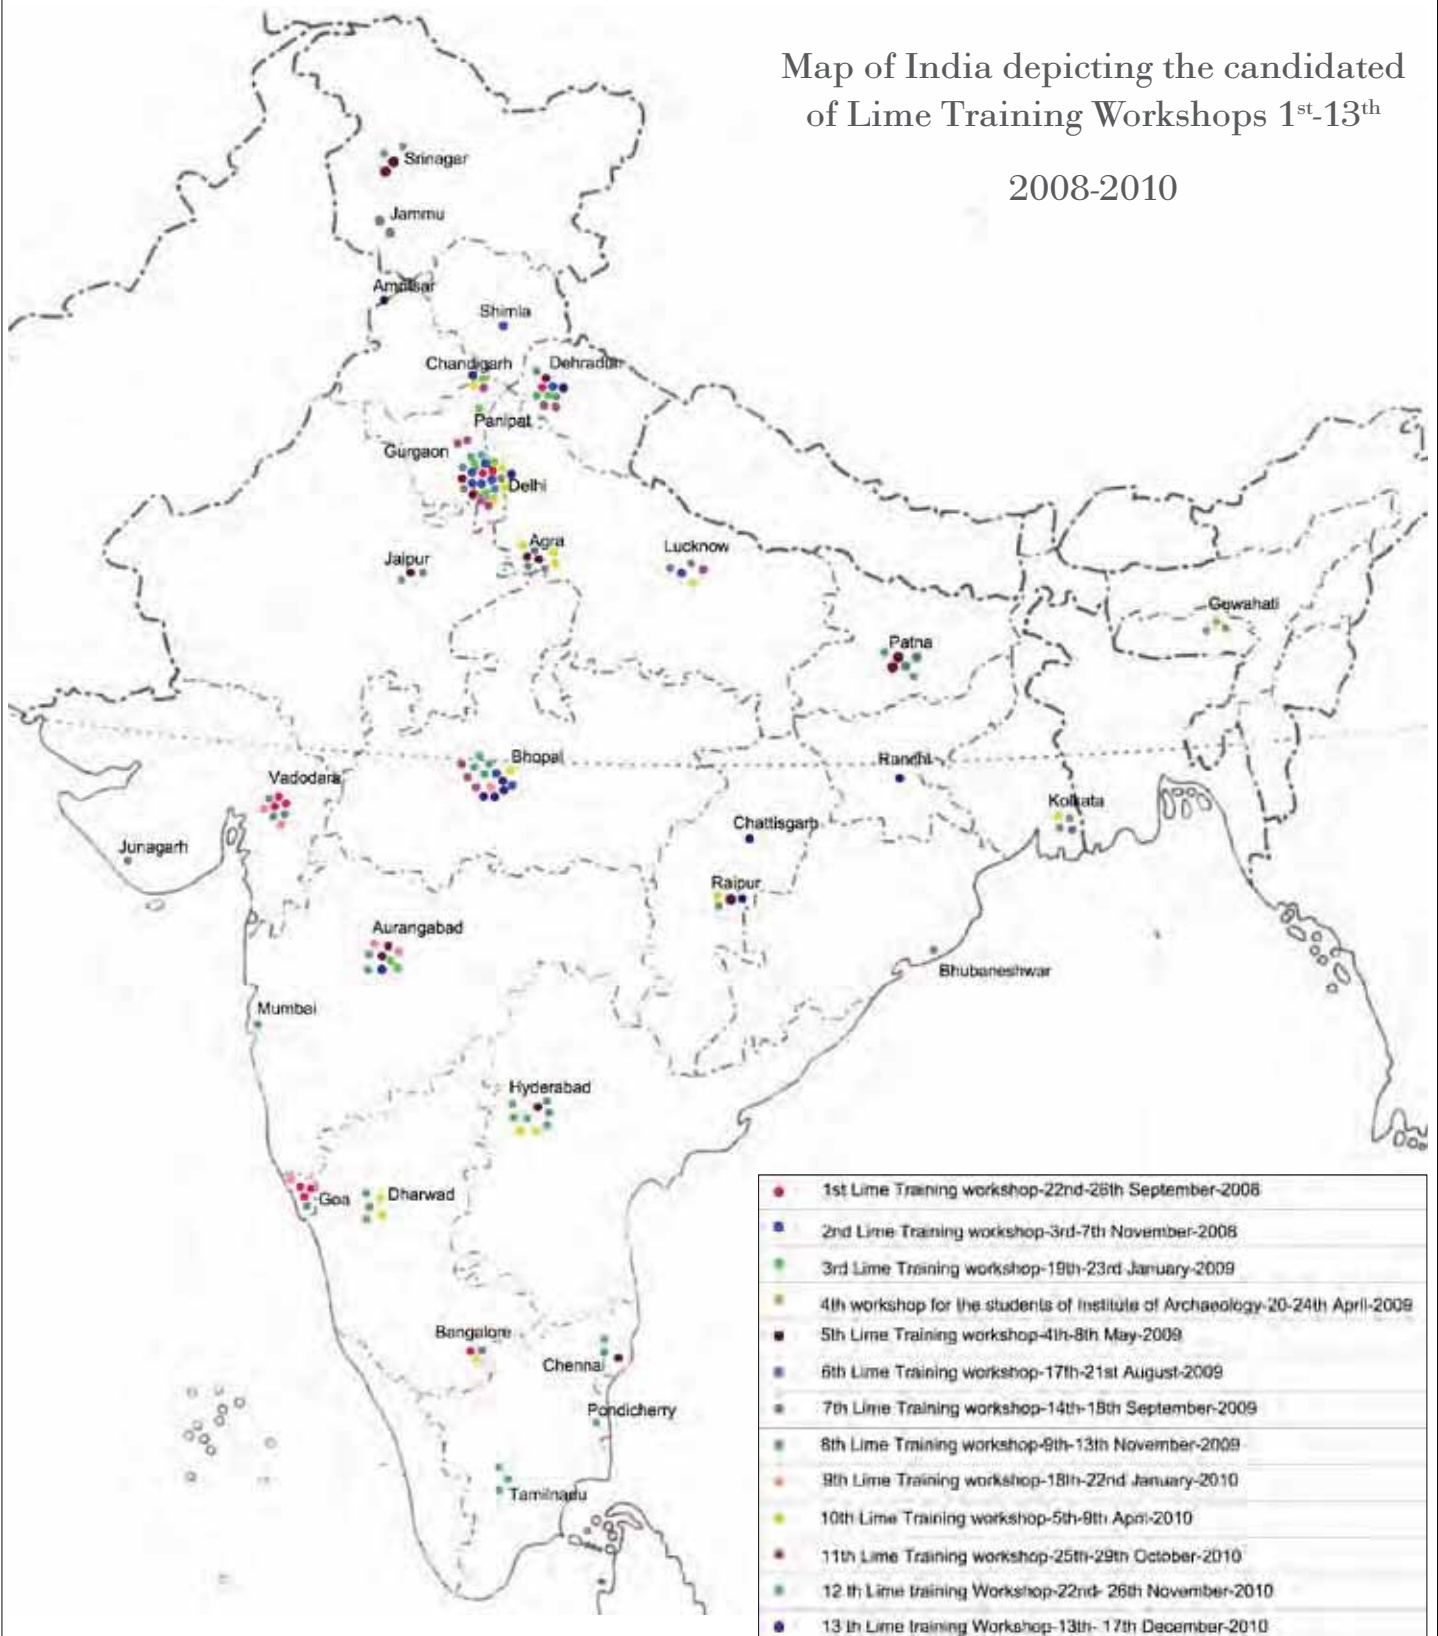 Map of India depicting the candidated
of Lime Training Workshops 1st-13th
2008-2010
Srinagar
Jammu
Amritsar
Shimla
Chandigarh
Dehradun
Panipat
Gurgaon
Delhi
Agra
Lucknow
Jaipur
Gowahati
Patna
Bhopal
Ranchi
Vadodara
Kolkata
Chattisgarh
Junagarh
Raipur
Aurangabad
Bhubaneshwar
Mumbai
Hyderabad
Goa
Dharwad
Bangalore
Chennai
Pondicherry
Tamilnadu
1st Lime Training workshop-22nd-26th September-2008
2nd Lime Training workshop-3rd-7th November-2008
3rd Lime Training workshop-19th-23rd January-2009
4th workshop for the students of Institute of Archaeology-20-24th April-2009
5th Lime Training workshop-4th-8th May-2009
6th Lime Training workshop-17th-21st August-2009
7th Lime Training workshop-14th-18th September-2009
8th Lime Training workshop-9th-13th November-2009
9th Lime Training workshop-18th-22nd January-2010
10th Lime Training workshop-5th-9th April-2010
11th Lime Training workshop-25th-29th October-2010
12 th Lime training Workshop-22nd- 26th November-2010
13 th Lime training Workshop-13th- 17th December-2010